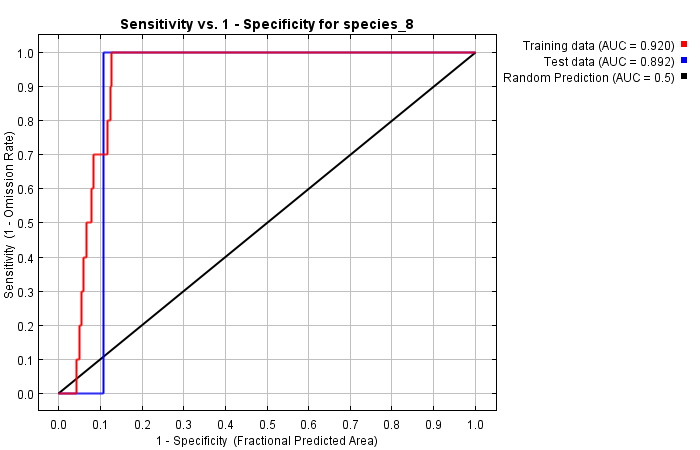 Sensitivity vs. 1 - Specificity for species_8
Training data (AUC = 0.920)
Test data (AUC = 0.892)
Random Prediction (AUC = 0.5)
Sensitivity (1 - Omission Rate)
1.0
0.9
0.8
0.7
0.6
0.5
0.4
0.3
0.2
0.1
0.0
0.0 0.1 0.2 0.3 0.4 0.5 0.6 0.7 0.8 0.9 1.0
1 - Specificity (Fractional Predicted Area)